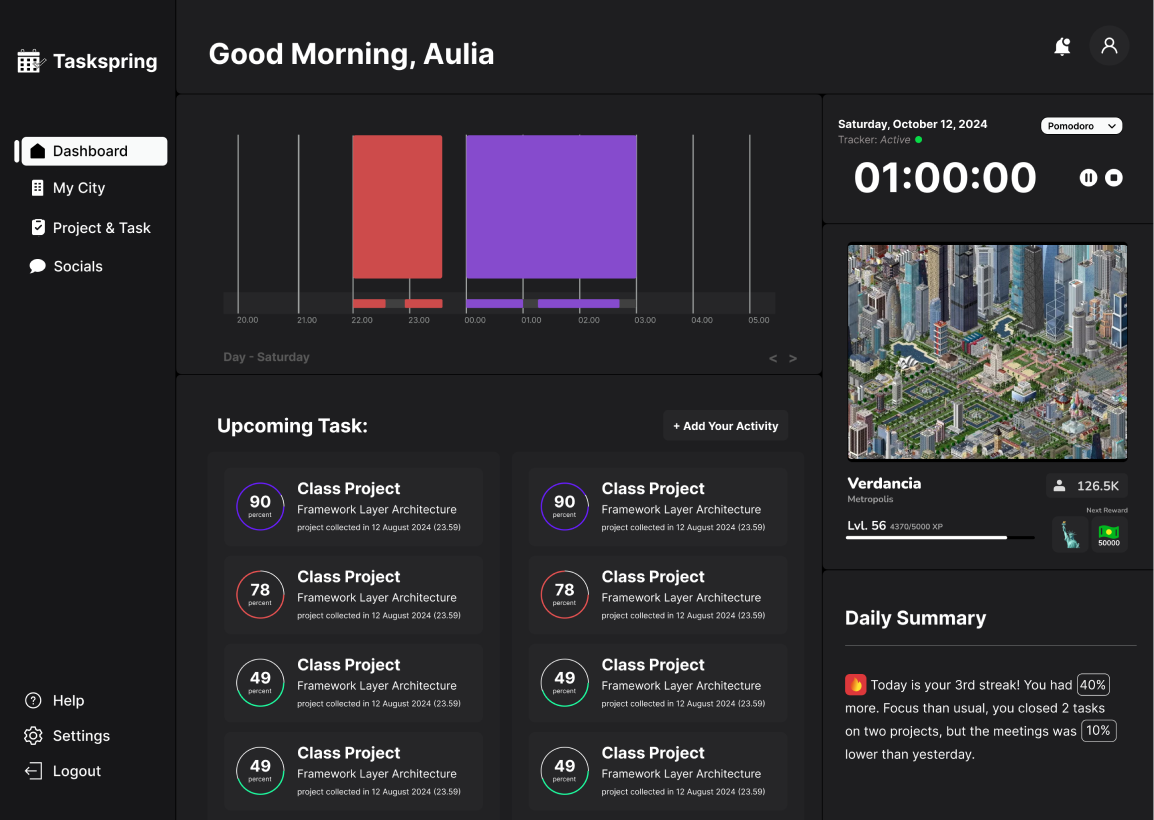 Taskspring
Dashboard
My City
Project & Task
Socials
Help
Settings
Logout
Good Morning, Aulia
20.00 21.00 22.00 23.00 00.00 01.00 02.00 03.00 04.00 05.00
Day - Saturday
< >
Upcoming Task:
+ Add Your Activity
90
percent
Class Project
Framework Layer Architecture
project collected in 12 August 2024 (23.59)
78
percent
Class Project
Framework Layer Architecture
project collected in 12 August 2024 (23.59)
49
percent
Class Project
Framework Layer Architecture
project collected in 12 August 2024 (23.59)
49
percent
Class Project
Framework Layer Architecture
project collected in 12 August 2024 (23.59)
90
percent
Class Project
Framework Layer Architecture
project collected in 12 August 2024 (23.59)
78
percent
Class Project
Framework Layer Architecture
project collected in 12 August 2024 (23.59)
49
percent
Class Project
Framework Layer Architecture
project collected in 12 August 2024 (23.59)
49
percent
Class Project
Framework Layer Architecture
project collected in 12 August 2024 (23.59)
Saturday, October 12, 2024
Pomodoro
Tracker: Active
01:00:00
Verdancia
Metropolis
126.5K
Lvl. 56 4370/5000 XP
Next Reward
50000
Daily Summary
Today is your 3rd streak! You had 40%
more. Focus than usual, you closed 2 tasks
on two projects, but the meetings was 10%
lower than yesterday.